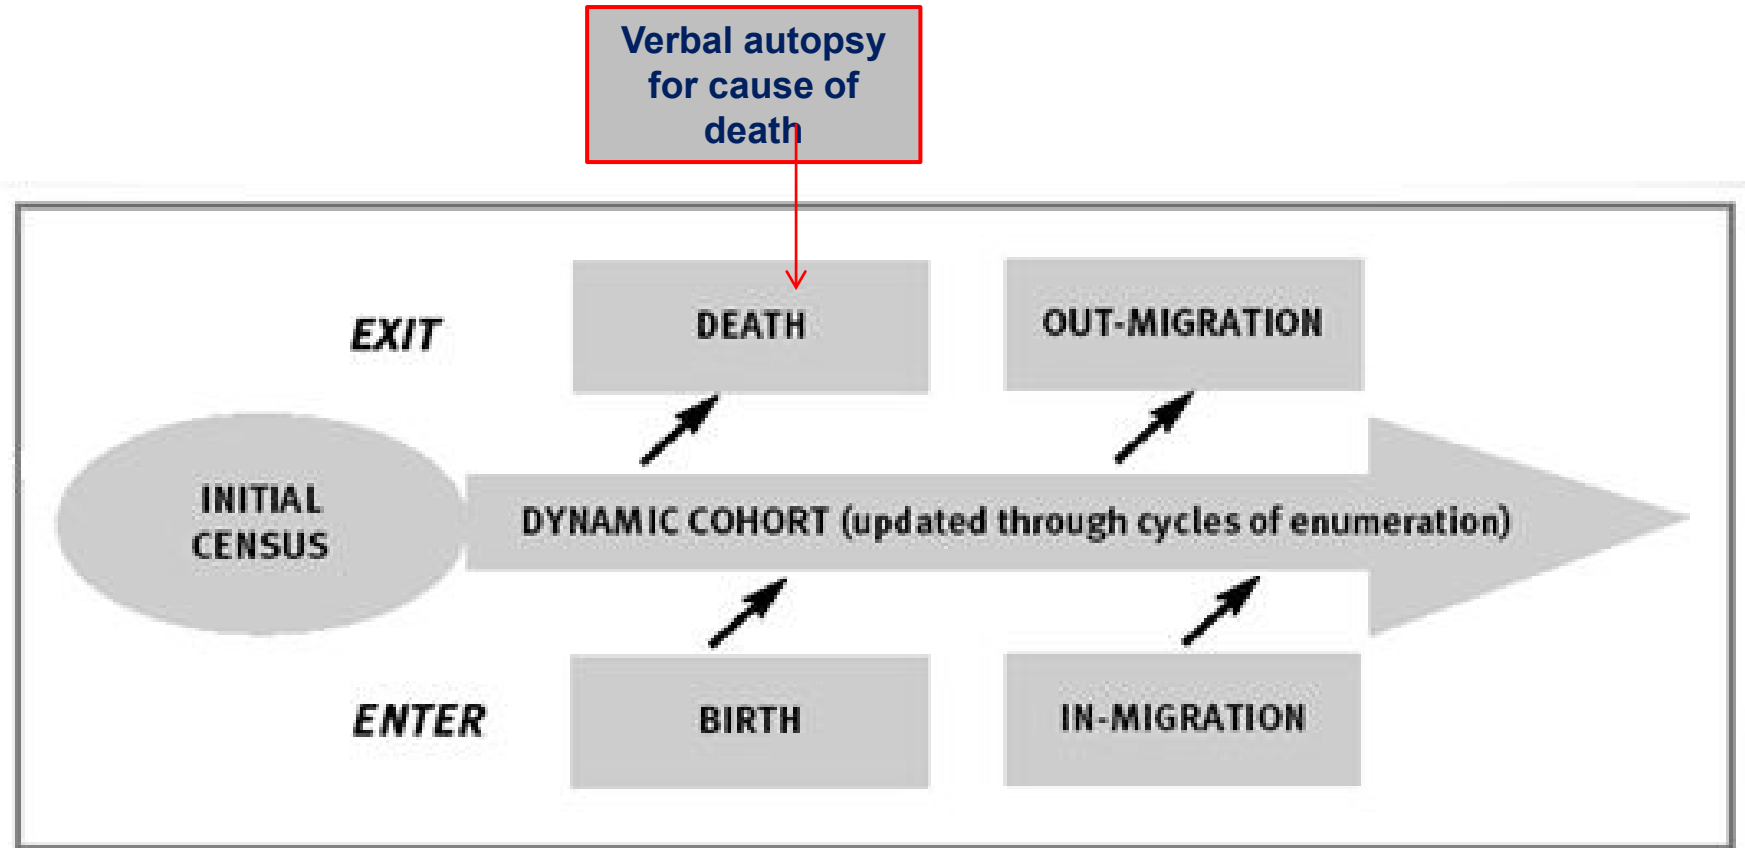 Verbal autopsy
for cause of
death
EXIT
DEATH
OUT-MIGRATION
INITIAL
CENSUS
DYNAMIC COHORT (updated through cycles of enumeration)
ENTER
BIRTH
IN-MIGRATION